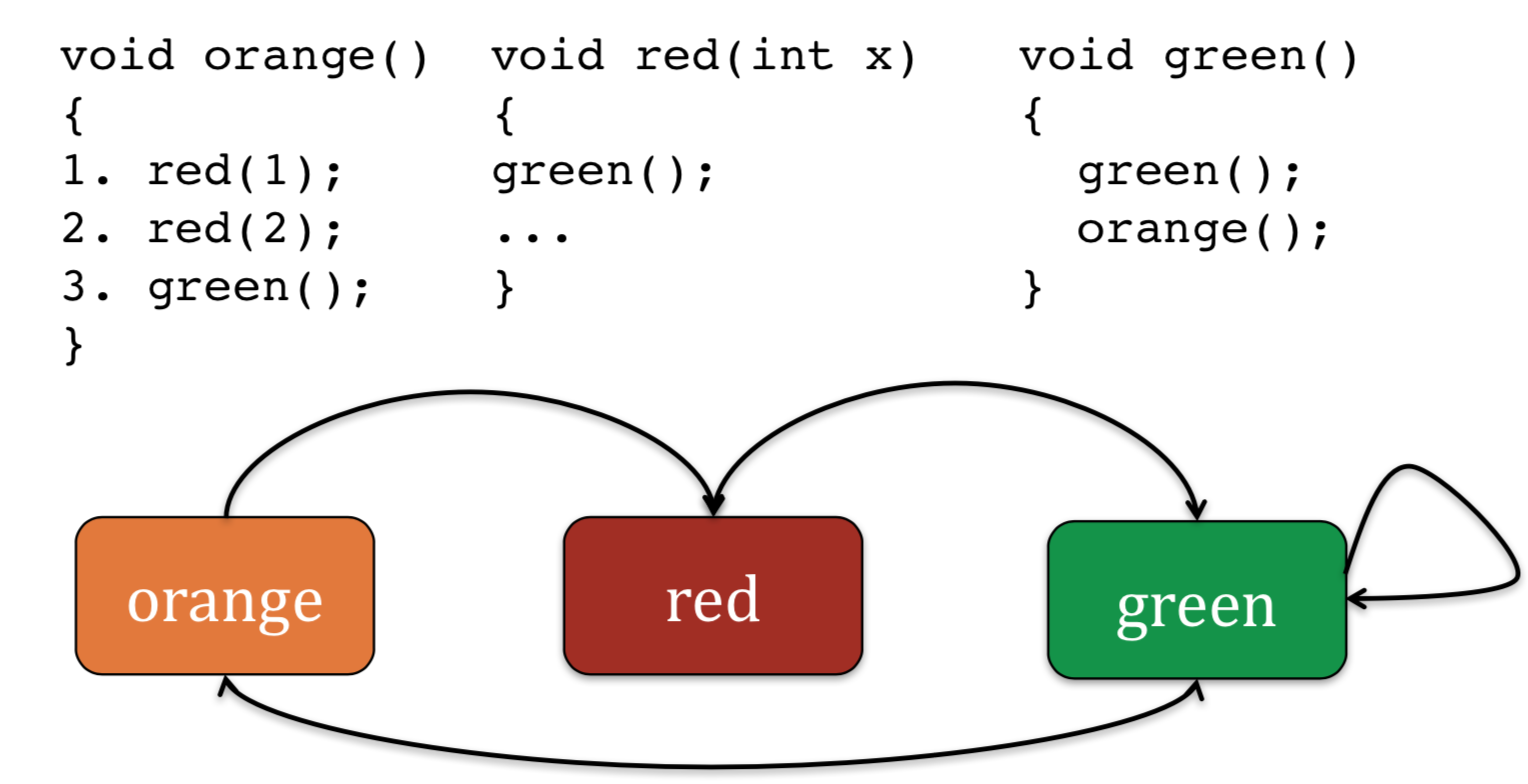 void orange()
{
1. red(1);
2. red(2);
3. green();
}
void red(int x)
{
green();
...
}
void green()
{
green();
orange();
}
orange
red
green